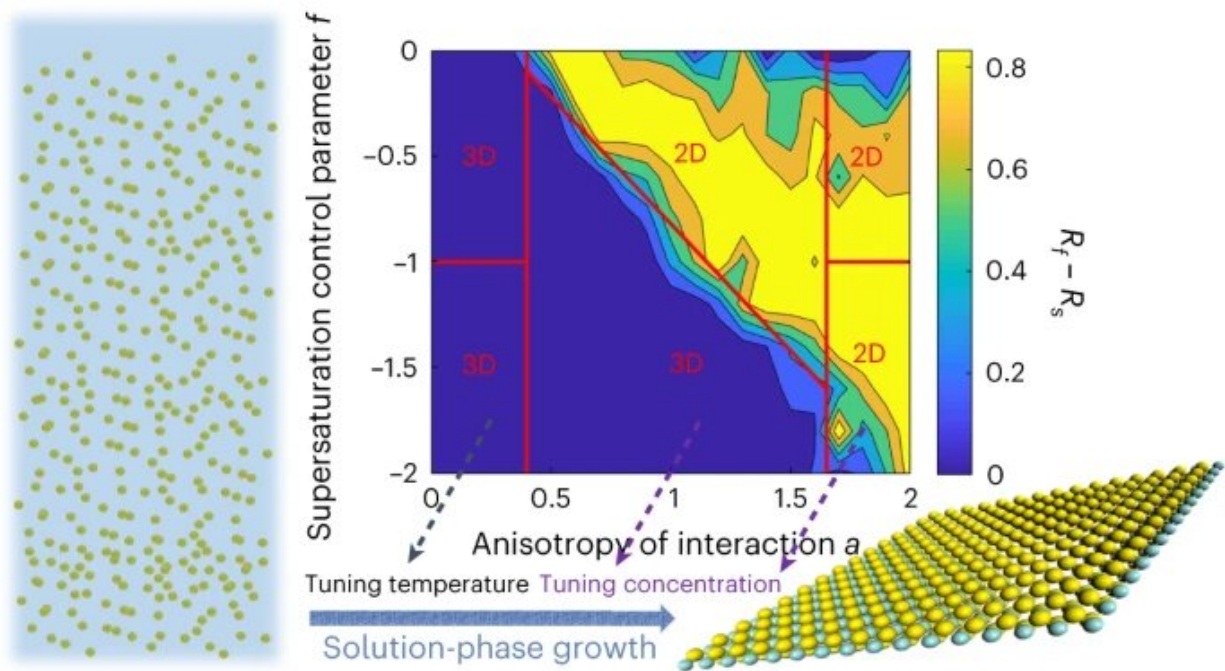 Supersaturation control parameter f
0
−0.5
−1
−1.5
−2
3D
2D
2D
3D
3D
2D
0
0.5
1
1.5
2
Anisotropy of interaction a
0.8
0.6
0.4
0.2
0
Rf − Rs
Tuning temperature
Tuning concentration
Solution-phase growth